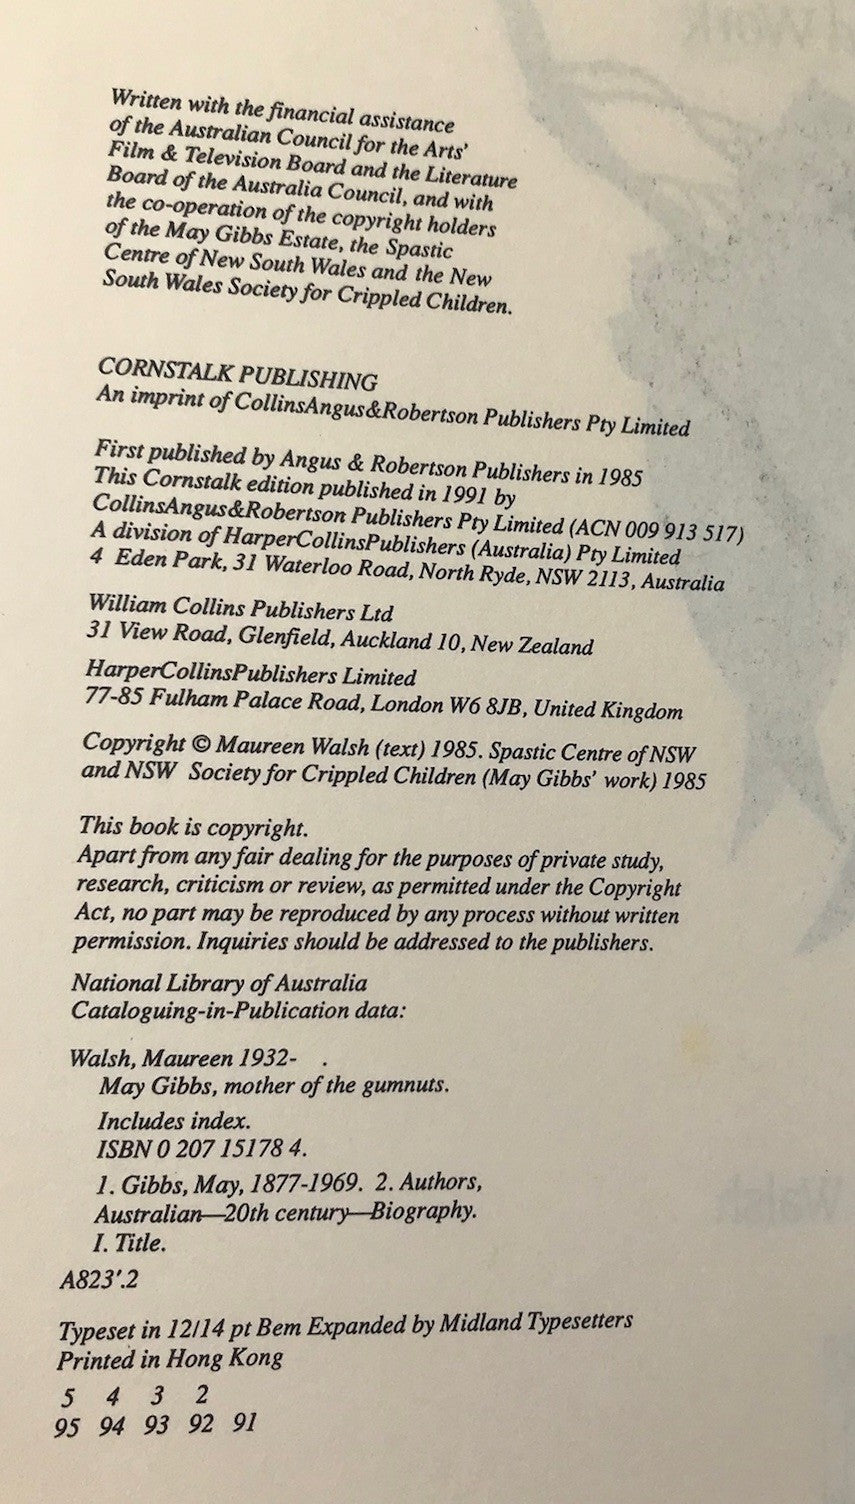 Written with the financial assistance
of the Australian Council for the Arts'
Film & Television Board and the Literature
Board of the Australia Council, and with
the co-operation of the copyright holders
of the May Gibbs Estate, the Spastic
Centre of New South Wales and the New
South Wales Society for Crippled Children.
CORNSTALK PUBLISHING
An imprint of CollinsAngus&Robertson Publishers Pty Limited
First published by Angus & Robertson Publishers in 1985
This Cornstalk edition published in 1991 by
CollinsAngus&Robertson Publishers Pty Limited (ACN 009 913 517)
A division of HarperCollinsPublishers (Australia) Pty Limited
4 Eden Park, 31 Waterloo Road, North Ryde, NSW 2113, Australia
William Collins Publishers Ltd
31 View Road, Glenfield, Auckland 10, New Zealand
HarperCollinsPublishers Limited
77-85 Fulham Palace Road, London W6 8JB, United Kingdom
Copyright © Maureen Walsh (text) 1985. Spastic Centre of NSW
and NSW Society for Crippled Children (May Gibbs' work) 1985
This book is copyright.
Apart from any fair dealing for the purposes of private study,
research, criticism or review, as permitted under the Copyright
Act, no part may be reproduced by any process without written
permission. Inquiries should be addressed to the publishers.
National Library of Australia
Cataloguing-in-Publication data:
Walsh, Maureen 1932- .
May Gibbs, mother of the gumnuts.
Includes index.
ISBN 0 207 15178 4.
1. Gibbs, May, 1877-1969. 2. Authors,
Australian—20th century—Biography.
I. Title.
A823'.2
Typeset in 12/14 pt Bem Expanded by Midland Typesetters
Printed in Hong Kong
5 4 3 2
95 94 93 92 91